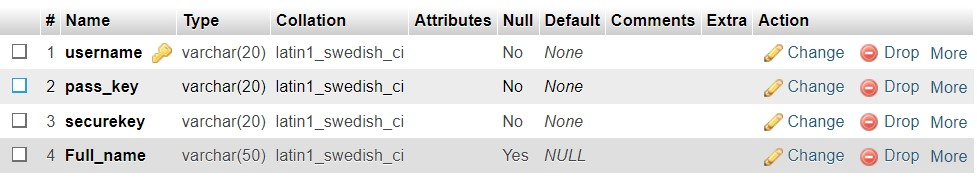 # Name Type Collation Attributes Null Default Comments Extra Action
1 username varchar(20) latin1_swedish_ci No None Change Drop More
2 pass_key varchar(20) latin1_swedish_ci No None Change Drop More
3 securekey varchar(20) latin1_swedish_ci No None Change Drop More
4 Full_name varchar(50) latin1_swedish_ci Yes NULL Change Drop More